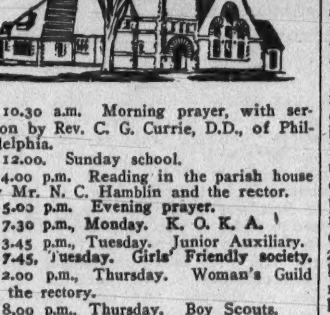 10.30 a.m. Morning prayer, with ser-
on by Rev. C. G. Currie, D.D., of Phil-
delphia.
12.00. Sunday school.
4.00 p.m. Reading in the parish house
Mr. N. C. Hamblin and the rector.
5.00 p.m. Evening prayer.
7.30 p.m., Monday. K. O. K. A.
3.45 p.m., Tuesday. Junior Auxiliary.
7.45, Tuesday. Girls' Friendly society.
2.00 p.m., Thursday. Woman's Guild
the rectory.
8.00 p.m., Thursday. Boy Scouts.